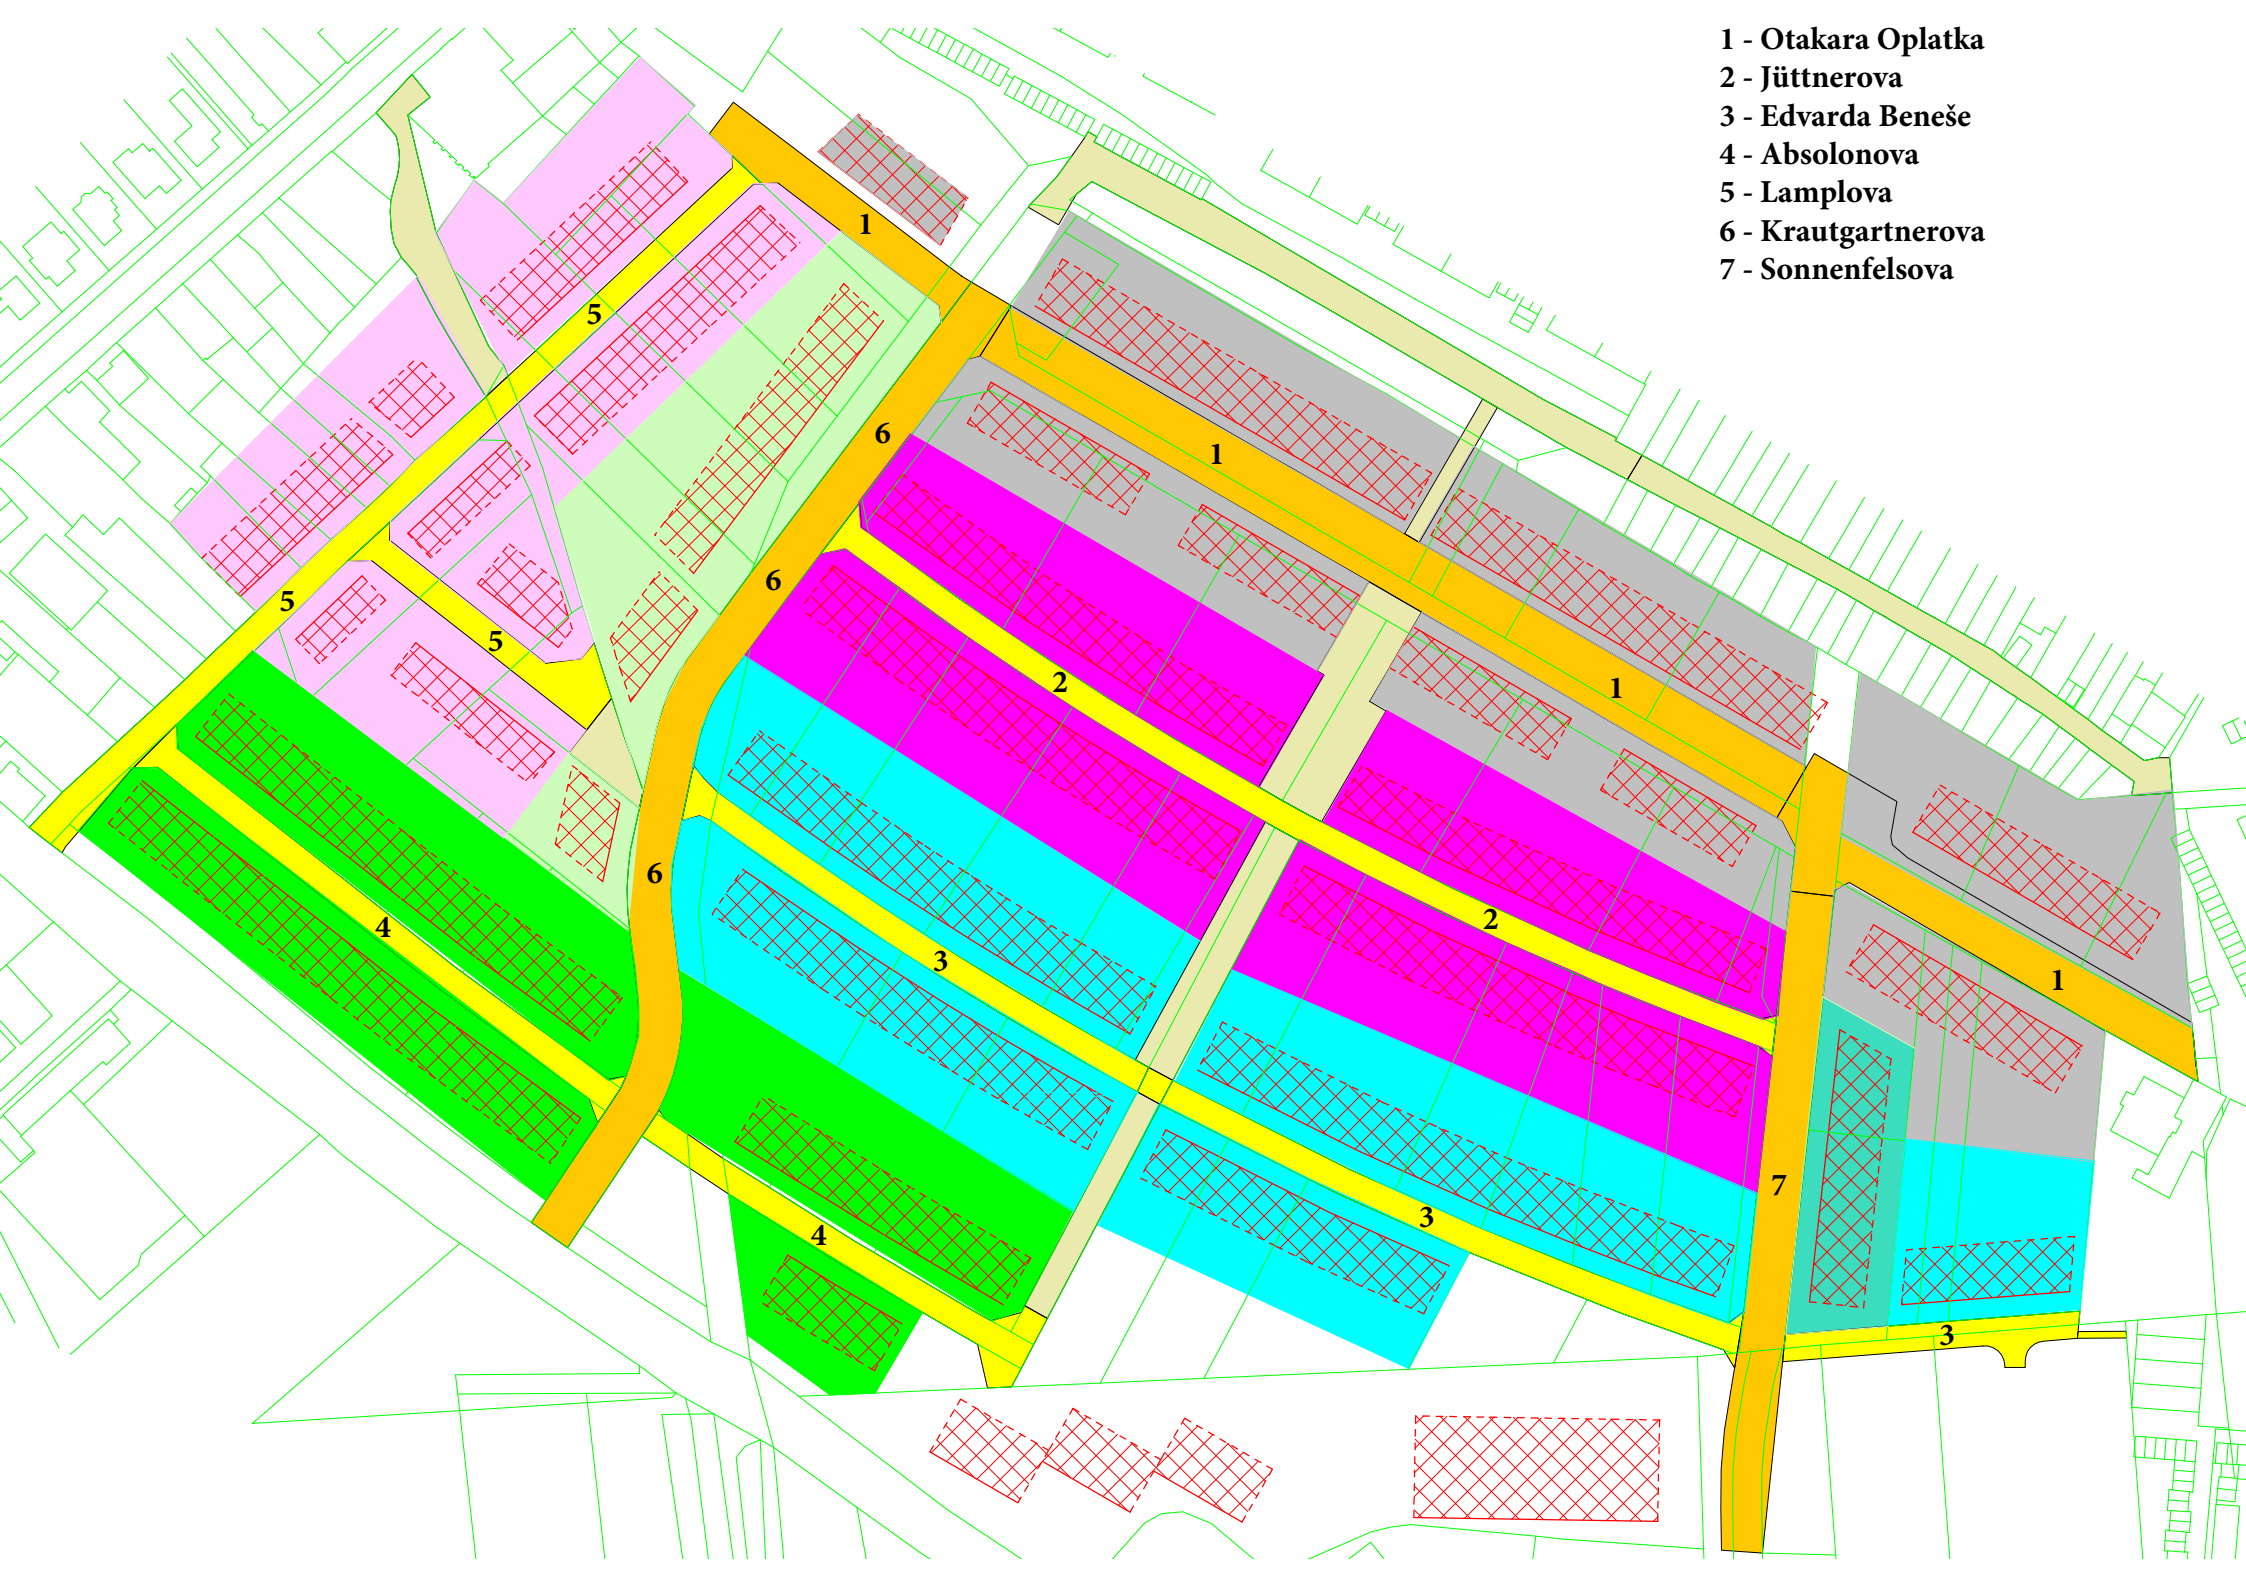 1 - Otakara Oplatka
2 - Jüttnerova
3 - Edvarda Beneše
4 - Absolonova
5 - Lamplova
6 - Krautgartnerova
7 - Sonnenfelsova
1
5
6
1
6
5
5
2
1
6
2
4
3
1
7
3
4
3